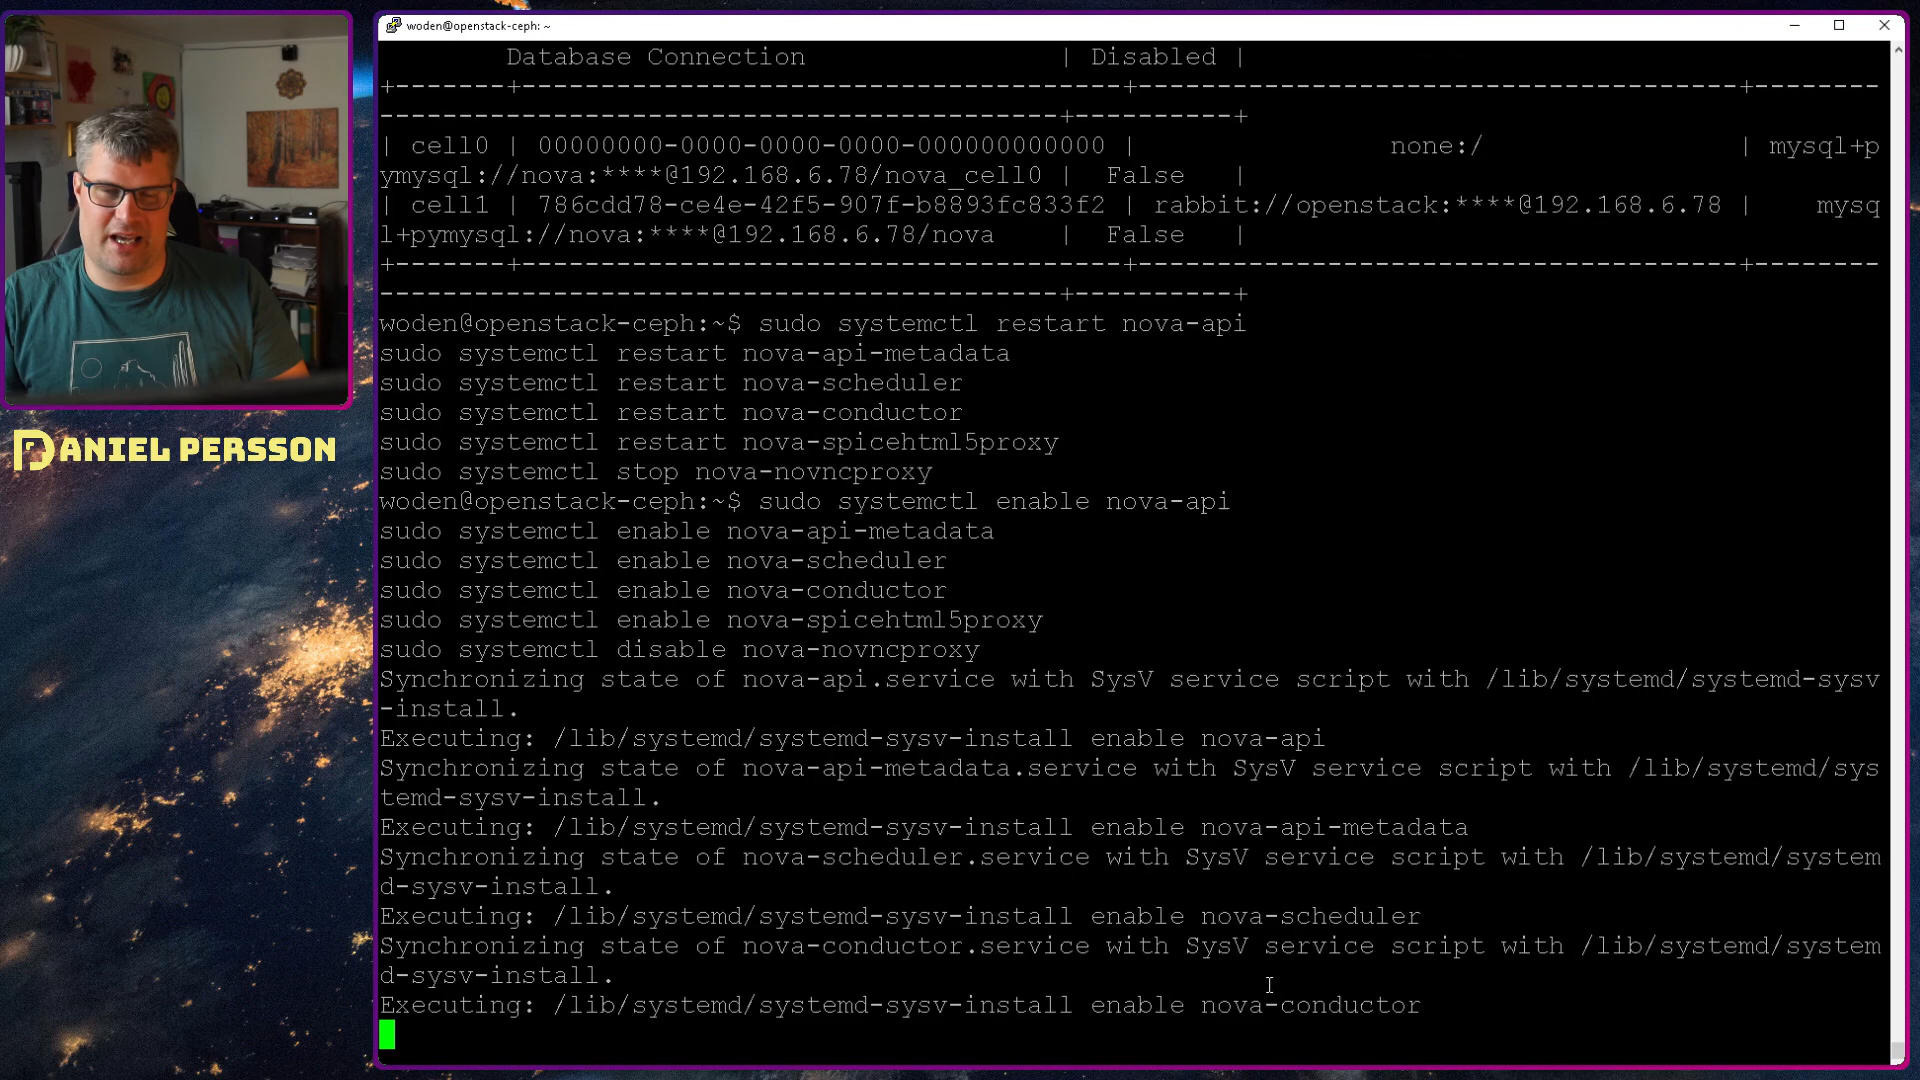 woden@openstack-ceph: ~
Database Connection | Disabled |
+-------+--------------------------------------+--------------------------------------+--------
-------------------------------------------+----------+
| cell0 | 00000000-0000-0000-0000-000000000000 | none:/ | mysql+p
ymysql://nova:****@192.168.6.78/nova_cell0 | False |
| cell1 | 786cdd78-ce4e-42f5-907f-b8893fc833f2 | rabbit://openstack:****@192.168.6.78 | mysq
l+pymysql://nova:****@192.168.6.78/nova | False |
+-------+--------------------------------------+--------------------------------------+--------
-------------------------------------------+----------+
woden@openstack-ceph:~$ sudo systemctl restart nova-api
sudo systemctl restart nova-api-metadata
sudo systemctl restart nova-scheduler
sudo systemctl restart nova-conductor
sudo systemctl restart nova-spicehtml5proxy
sudo systemctl stop nova-novncproxy
woden@openstack-ceph:~$ sudo systemctl enable nova-api
sudo systemctl enable nova-api-metadata
sudo systemctl enable nova-scheduler
sudo systemctl enable nova-conductor
sudo systemctl enable nova-spicehtml5proxy
sudo systemctl disable nova-novncproxy
Synchronizing state of nova-api.service with SysV service script with /lib/systemd/systemd-sysv
-install.
Executing: /lib/systemd/systemd-sysv-install enable nova-api
Synchronizing state of nova-api-metadata.service with SysV service script with /lib/systemd/sys
temd-sysv-install.
Executing: /lib/systemd/systemd-sysv-install enable nova-api-metadata
Synchronizing state of nova-scheduler.service with SysV service script with /lib/systemd/system
d-sysv-install.
Executing: /lib/systemd/systemd-sysv-install enable nova-scheduler
Synchronizing state of nova-conductor.service with SysV service script with /lib/systemd/system
d-sysv-install.
Executing: /lib/systemd/systemd-sysv-install enable nova-conductor
DANIEL PERSSON